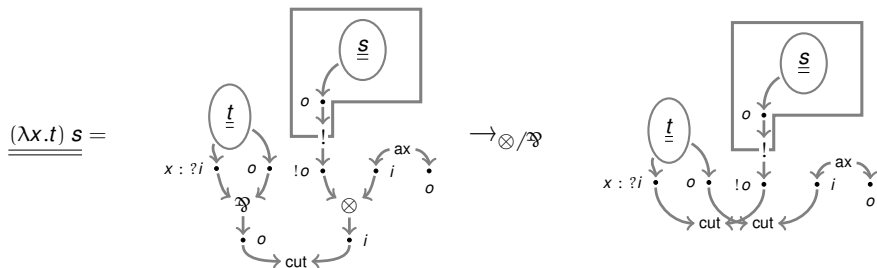 s
s
t
o
t
o
(λx.t) s =
!
→⊗/⅋
!
ax
ax
x : ?i
o
!o
i
o
x : ?i
o
!o
i
o
⅋
⊗
cut
cut
o
i
cut